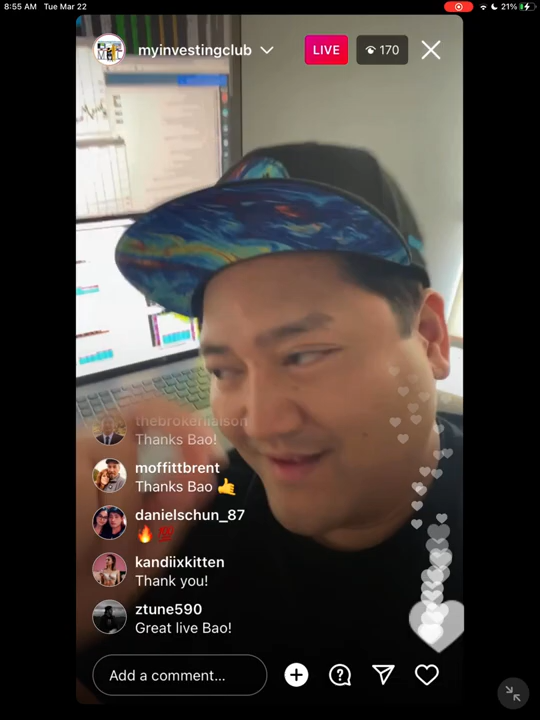 8:55 AM Tue Mar 22
21%
myinvestingclub
LIVE
170
thebrokerliaison
Thanks Bao!
moffittbrent
Thanks Bao 🤙
danielschun_87
🔥💯
kandiixkitten
Thank you!
ztune590
Great live Bao!
Add a comment...